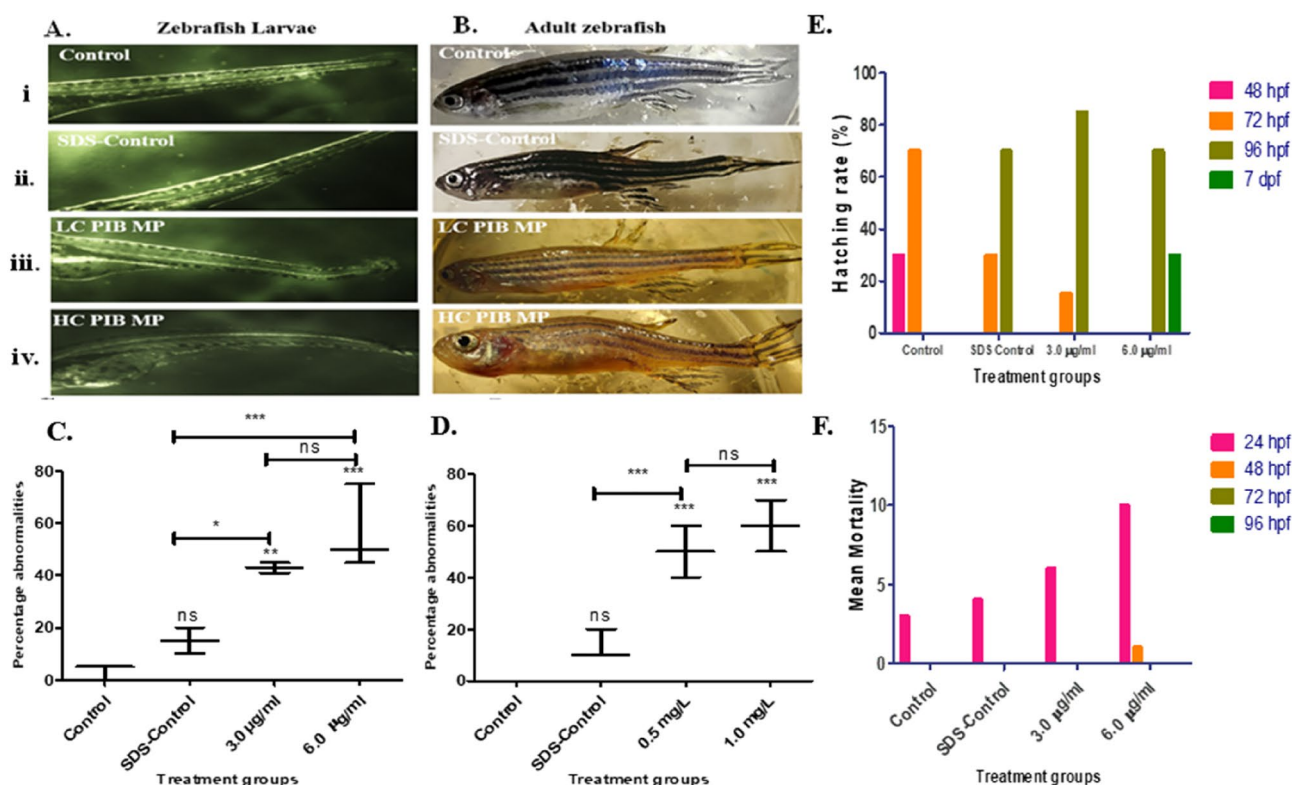 A. Zebrafish Larvae
Control
i
SDS-Control
ii.
LC PIB MP
iii.
HC PIB MP
iv.
B. Adult zebrafish
Control
SDS-Control
LC PIB MP
HC PIB MP
E.
Hatching rate (%)
100
80
60
40
20
0
Control SDS Control 3.0 µg/ml 6.0 µg/ml
Treatment groups
48 hpf
72 hpf
96 hpf
7 dpf
C.
Percentage abnormalities
80
60
40
20
0
***
ns
***
*
**
ns
Control SDS-Control 3.0 µg/ml 6.0 µg/ml
Treatment groups
D.
Percentage abnormalities
80
60
40
20
0
ns
***
***
***
ns
Control SDS-Control 0.5 mg/L 1.0 mg/L
Treatment groups
F.
Mean Mortality
15
10
5
0
Control SDS-Control 3.0 µg/ml 6.0 µg/ml
Treatment groups
24 hpf
48 hpf
72 hpf
96 hpf